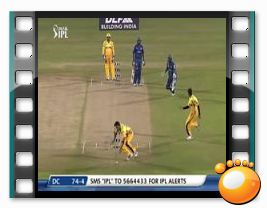 DLF
BUILDING INDIA
IPL
DC 74-4 SMS "IPL" TO 5664433 FOR IPL ALERTS